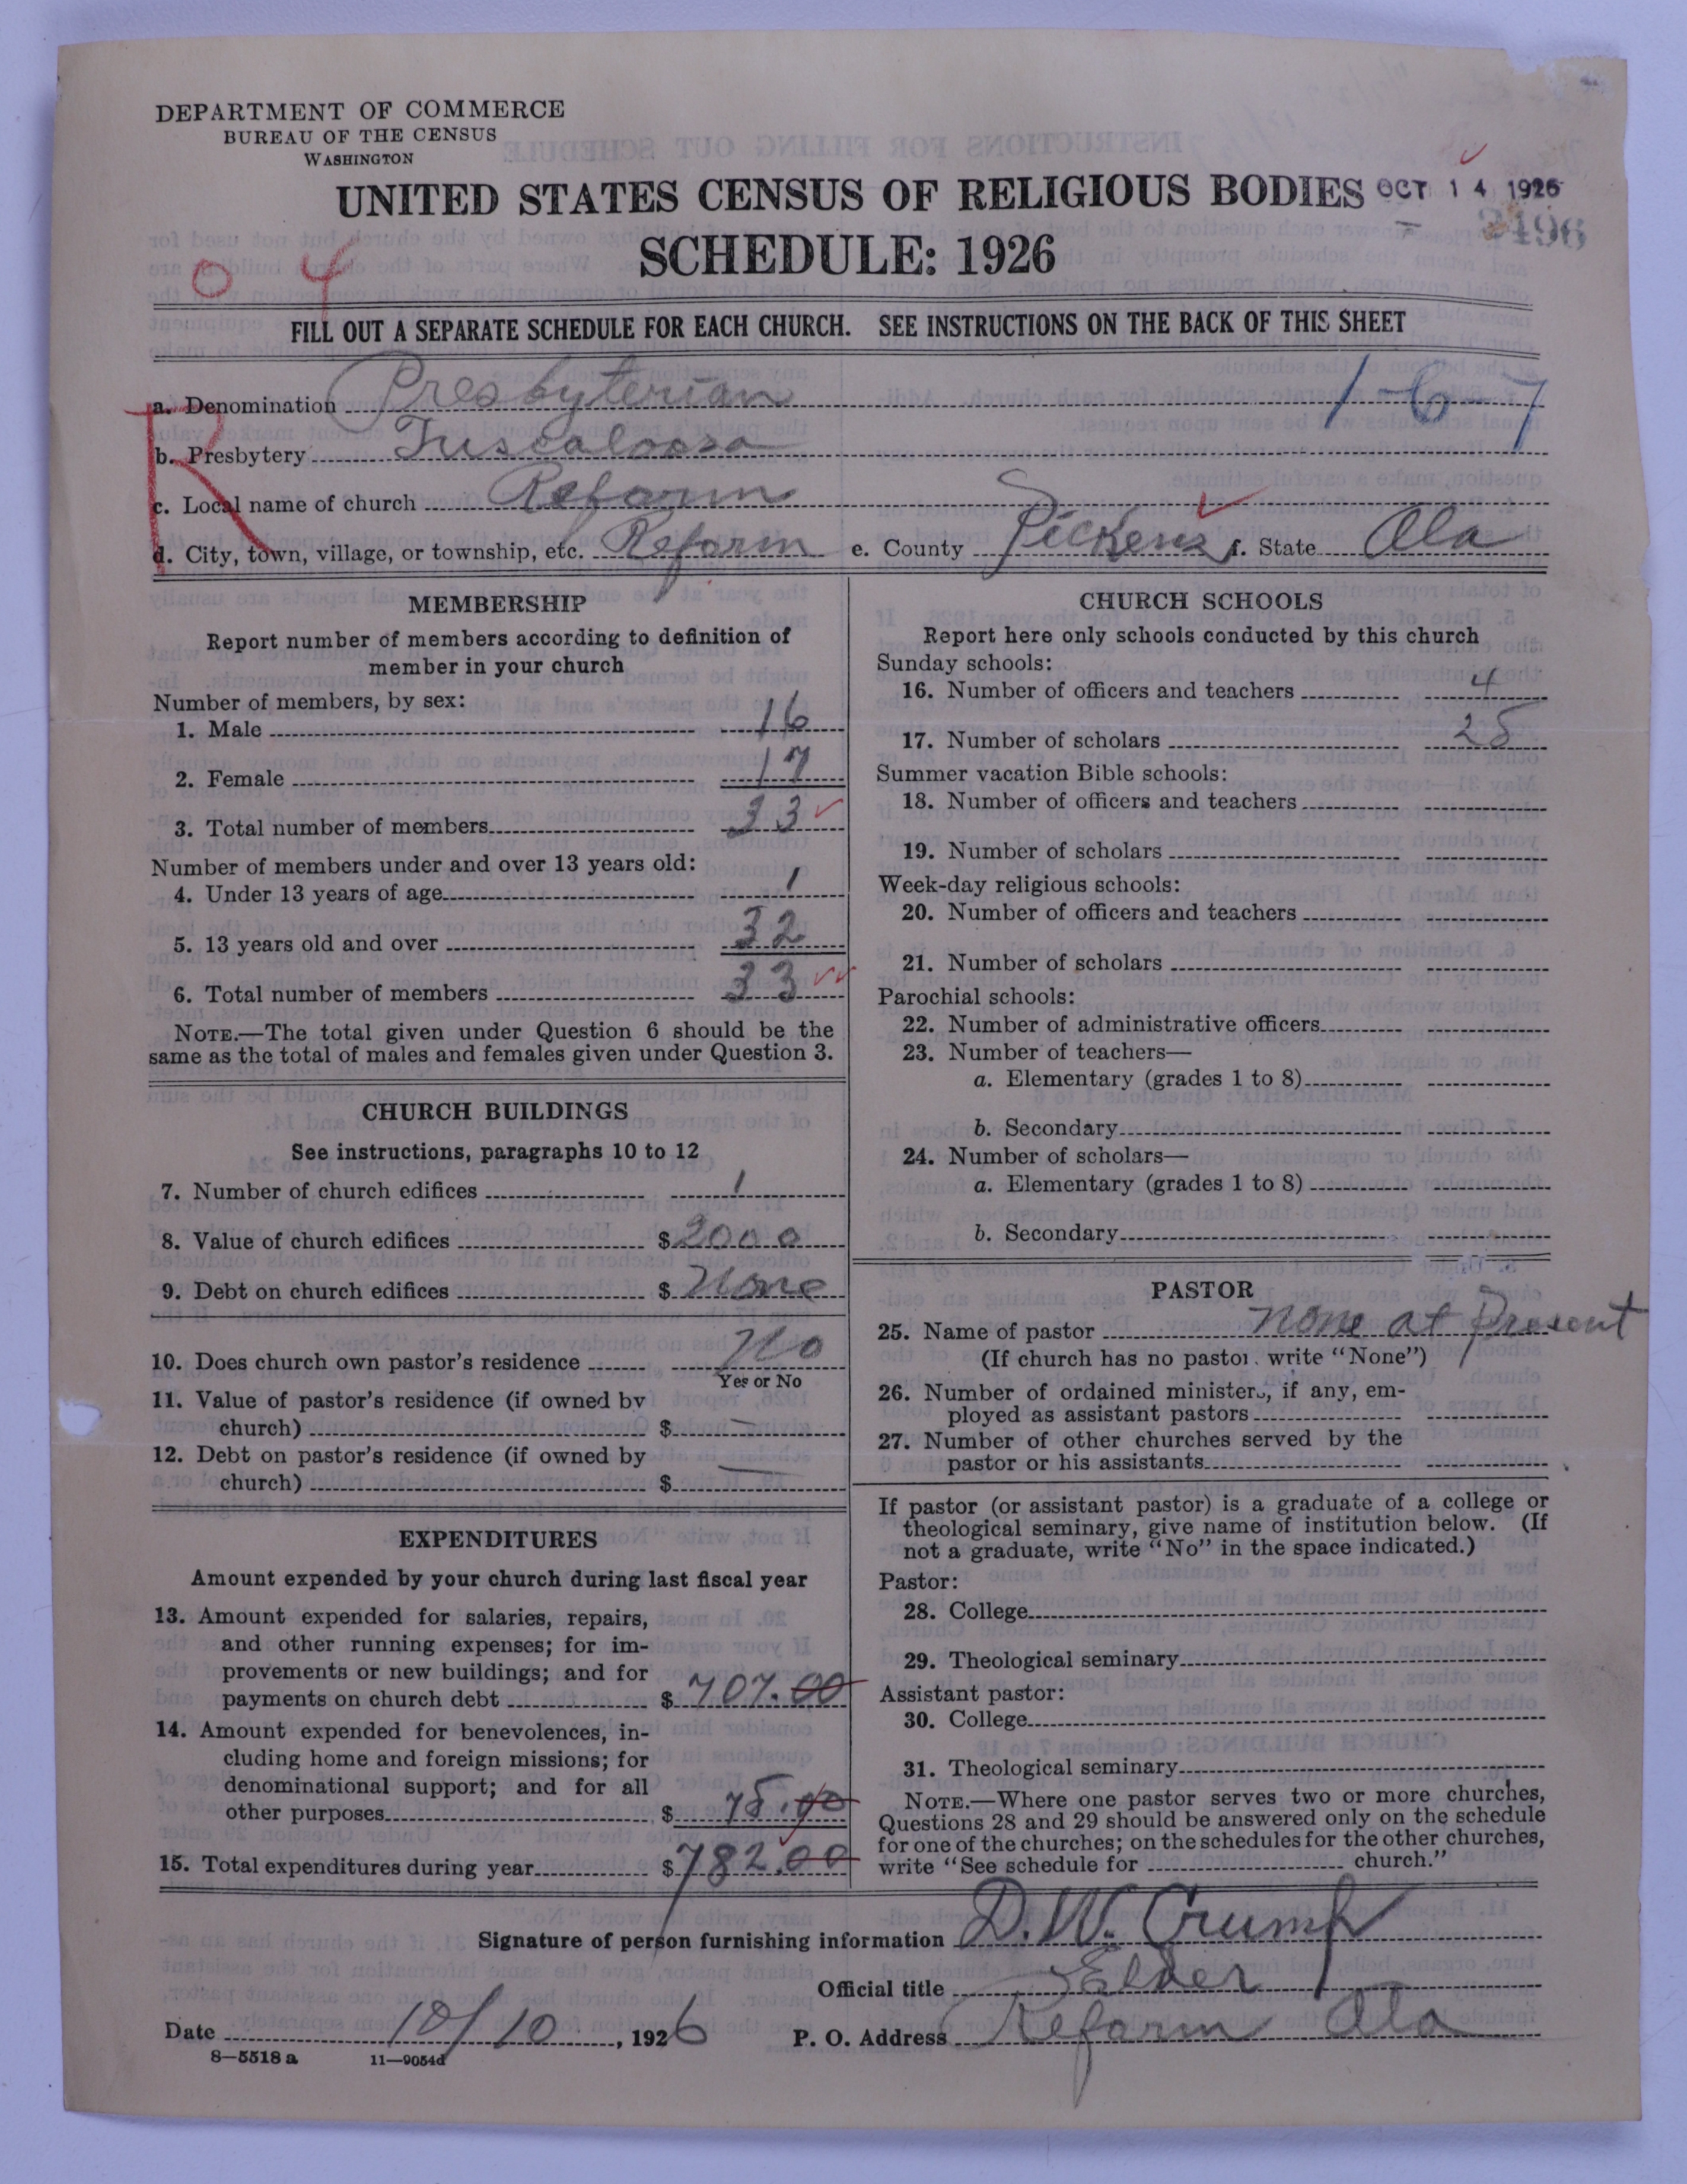 DEPARTMENT OF COMMERCE
BUREAU OF THE CENSUS
WASHINGTON
UNITED STATES CENSUS OF RELIGIOUS BODIES OCT 14 1926
SCHEDULE: 1926
3496
O 4
FILL OUT A SEPARATE SCHEDULE FOR EACH CHURCH. SEE INSTRUCTIONS ON THE BACK OF THIS SHEET
R
a. Denomination Presbyterian 1-6-7
b. Presbytery Tuscaloosa
c. Local name of church Reform
d. City, town, village, or township, etc. Reform e. County Pickens f. State Ala
MEMBERSHIP
Report number of members according to definition of
member in your church
Number of members, by sex:
1. Male 16
2. Female 17
3. Total number of members 33
Number of members under and over 13 years old:
4. Under 13 years of age 1
5. 13 years old and over 32
6. Total number of members 33
NOTE.—The total given under Question 6 should be the
same as the total of males and females given under Question 3.
CHURCH BUILDINGS
See instructions, paragraphs 10 to 12
7. Number of church edifices 1
8. Value of church edifices $2000
9. Debt on church edifices $ None
10. Does church own pastor's residence No
Yes or No
11. Value of pastor's residence (if owned by
church) $ —
12. Debt on pastor's residence (if owned by
church) $ —
EXPENDITURES
Amount expended by your church during last fiscal year
13. Amount expended for salaries, repairs,
and other running expenses; for im-
provements or new buildings; and for
payments on church debt $ 707.00
14. Amount expended for benevolences, in-
cluding home and foreign missions; for
denominational support; and for all
other purposes $ 75.00
15. Total expenditures during year $782.00
CHURCH SCHOOLS
Report here only schools conducted by this church
Sunday schools:
16. Number of officers and teachers 4
17. Number of scholars 25
Summer vacation Bible schools:
18. Number of officers and teachers
19. Number of scholars
Week-day religious schools:
20. Number of officers and teachers
21. Number of scholars
Parochial schools:
22. Number of administrative officers
23. Number of teachers—
a. Elementary (grades 1 to 8)
b. Secondary
24. Number of scholars—
a. Elementary (grades 1 to 8)
b. Secondary
PASTOR
25. Name of pastor None at Present
(If church has no pastor. write "None")
26. Number of ordained ministers, if any, em-
ployed as assistant pastors
27. Number of other churches served by the
pastor or his assistants
If pastor (or assistant pastor) is a graduate of a college or
theological seminary, give name of institution below. (If
not a graduate, write "No" in the space indicated.)
Pastor:
28. College
29. Theological seminary
Assistant pastor:
30. College
31. Theological seminary
NOTE.—Where one pastor serves two or more churches,
Questions 28 and 29 should be answered only on the schedule
for one of the churches; on the schedules for the other churches,
write "See schedule for church."
Signature of person furnishing information D.W. Crump
Official title Elder
Date 10/10, 1926 P. O. Address Reform Ala
8—5518 a 11—9054d